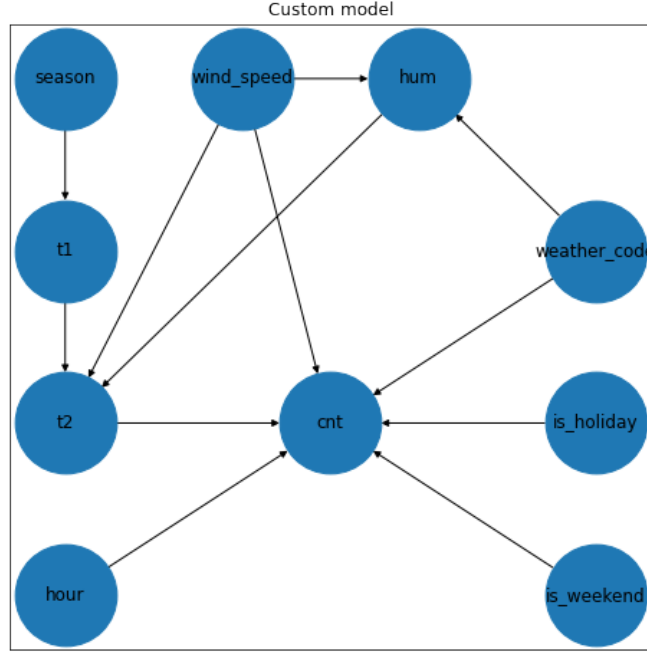 Custom model
season
wind_speed
hum
t1
weather_code
t2
cnt
is_holiday
hour
is_weekend